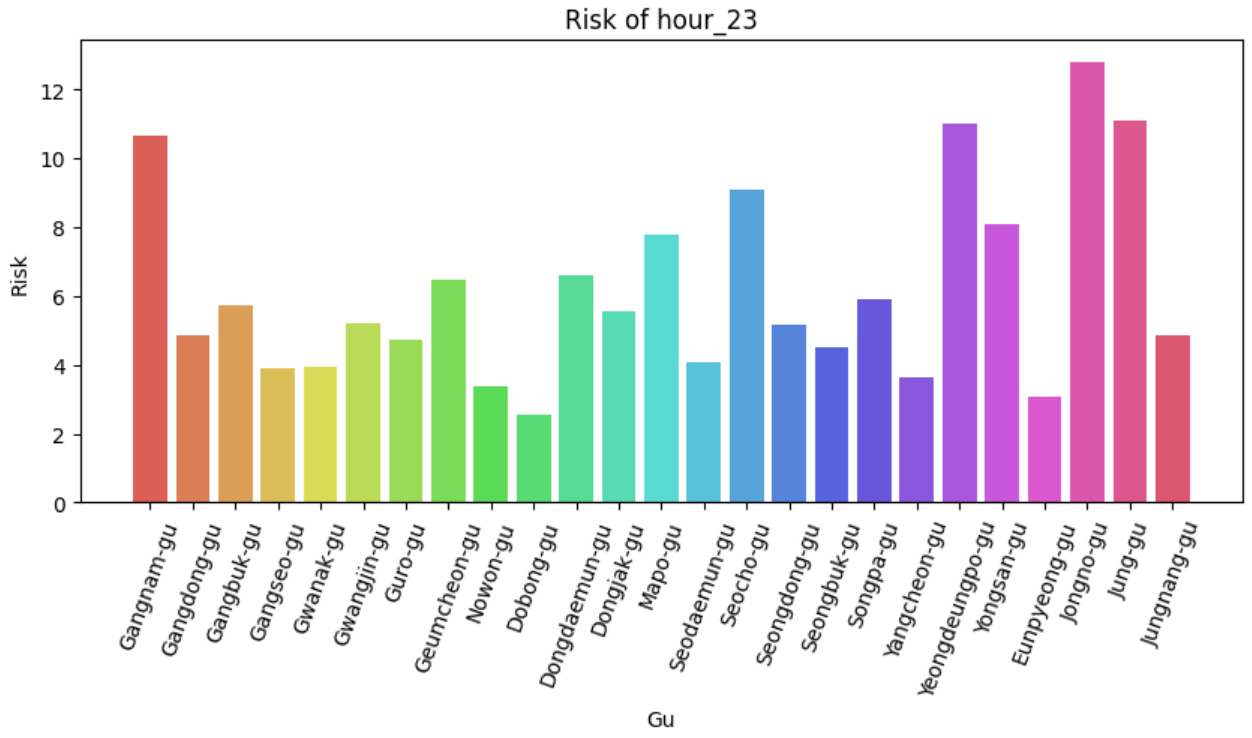 Risk of hour_23
Risk
12
10
8
6
4
2
0
Gangnam-gu
Gangdong-gu
Gangbuk-gu
Gangseo-gu
Gwanak-gu
Gwangjin-gu
Guro-gu
Geumcheon-gu
Nowon-gu
Dobong-gu
Dongdaemun-gu
Dongjak-gu
Mapo-gu
Seodaemun-gu
Seocho-gu
Seongdong-gu
Seongbuk-gu
Songpa-gu
Yangcheon-gu
Yeongdeungpo-gu
Yongsan-gu
Eunpyeong-gu
Jongno-gu
Jung-gu
Jungnang-gu
Gu